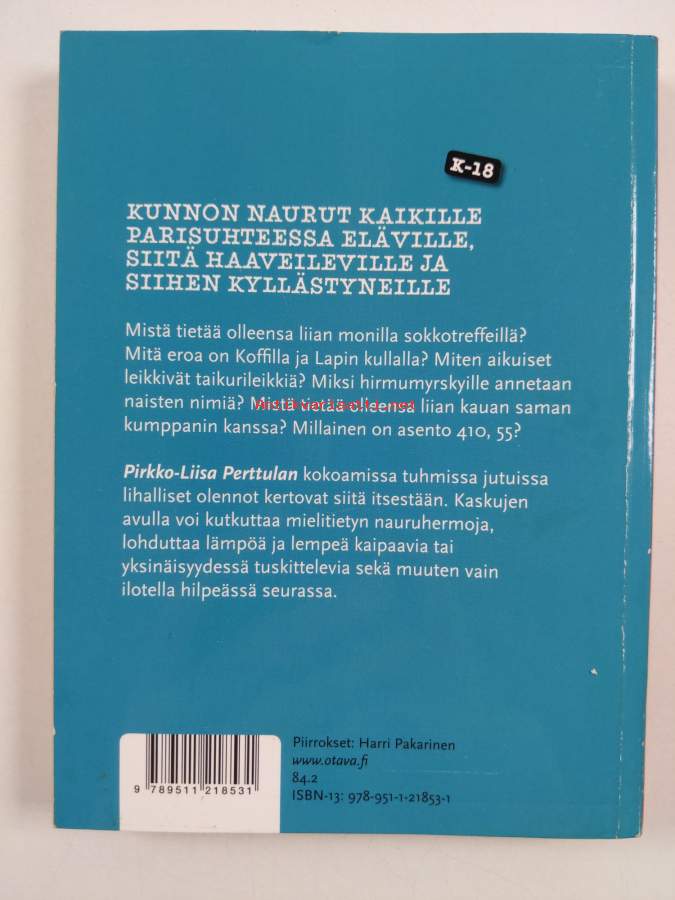 K-18
KUNNON NAURUT KAIKILLE
PARISUHTEESSA ELÄVILLE,
SIITÄ HAAVEILEVILLE JA
SIIHEN KYLLÄSTYNEILLE
Mistä tietää olleensa liian monilla sokkotreffeillä?
Mitä eroa on Koffilla ja Lapin kullalla? Miten aikuiset
leikkivät taikurileikkiä? Miksi hirmumyrskyille annetaan
naisten nimiä? Mistä tietää olleensa liian kauan saman
kumppanin kanssa? Millainen on asento 410, 55?
Pirkko-Liisa Perttulan kokoamissa tuhmissa jutuissa
lihalliset olennot kertovat siitä itsestään. Kaskujen
avulla voi kutkuttaa mielitietyn nauruhermoja,
lohduttaa lämpöä ja lempeä kaipaavia tai
yksinäisyydessä tuskittelevia sekä muuten vain
ilotella hilpeässä seurassa.
Piirrokset: Harri Pakarinen
www.otava.fi
84.2
ISBN-13: 978-951-1-21853-1
9 789511 218531